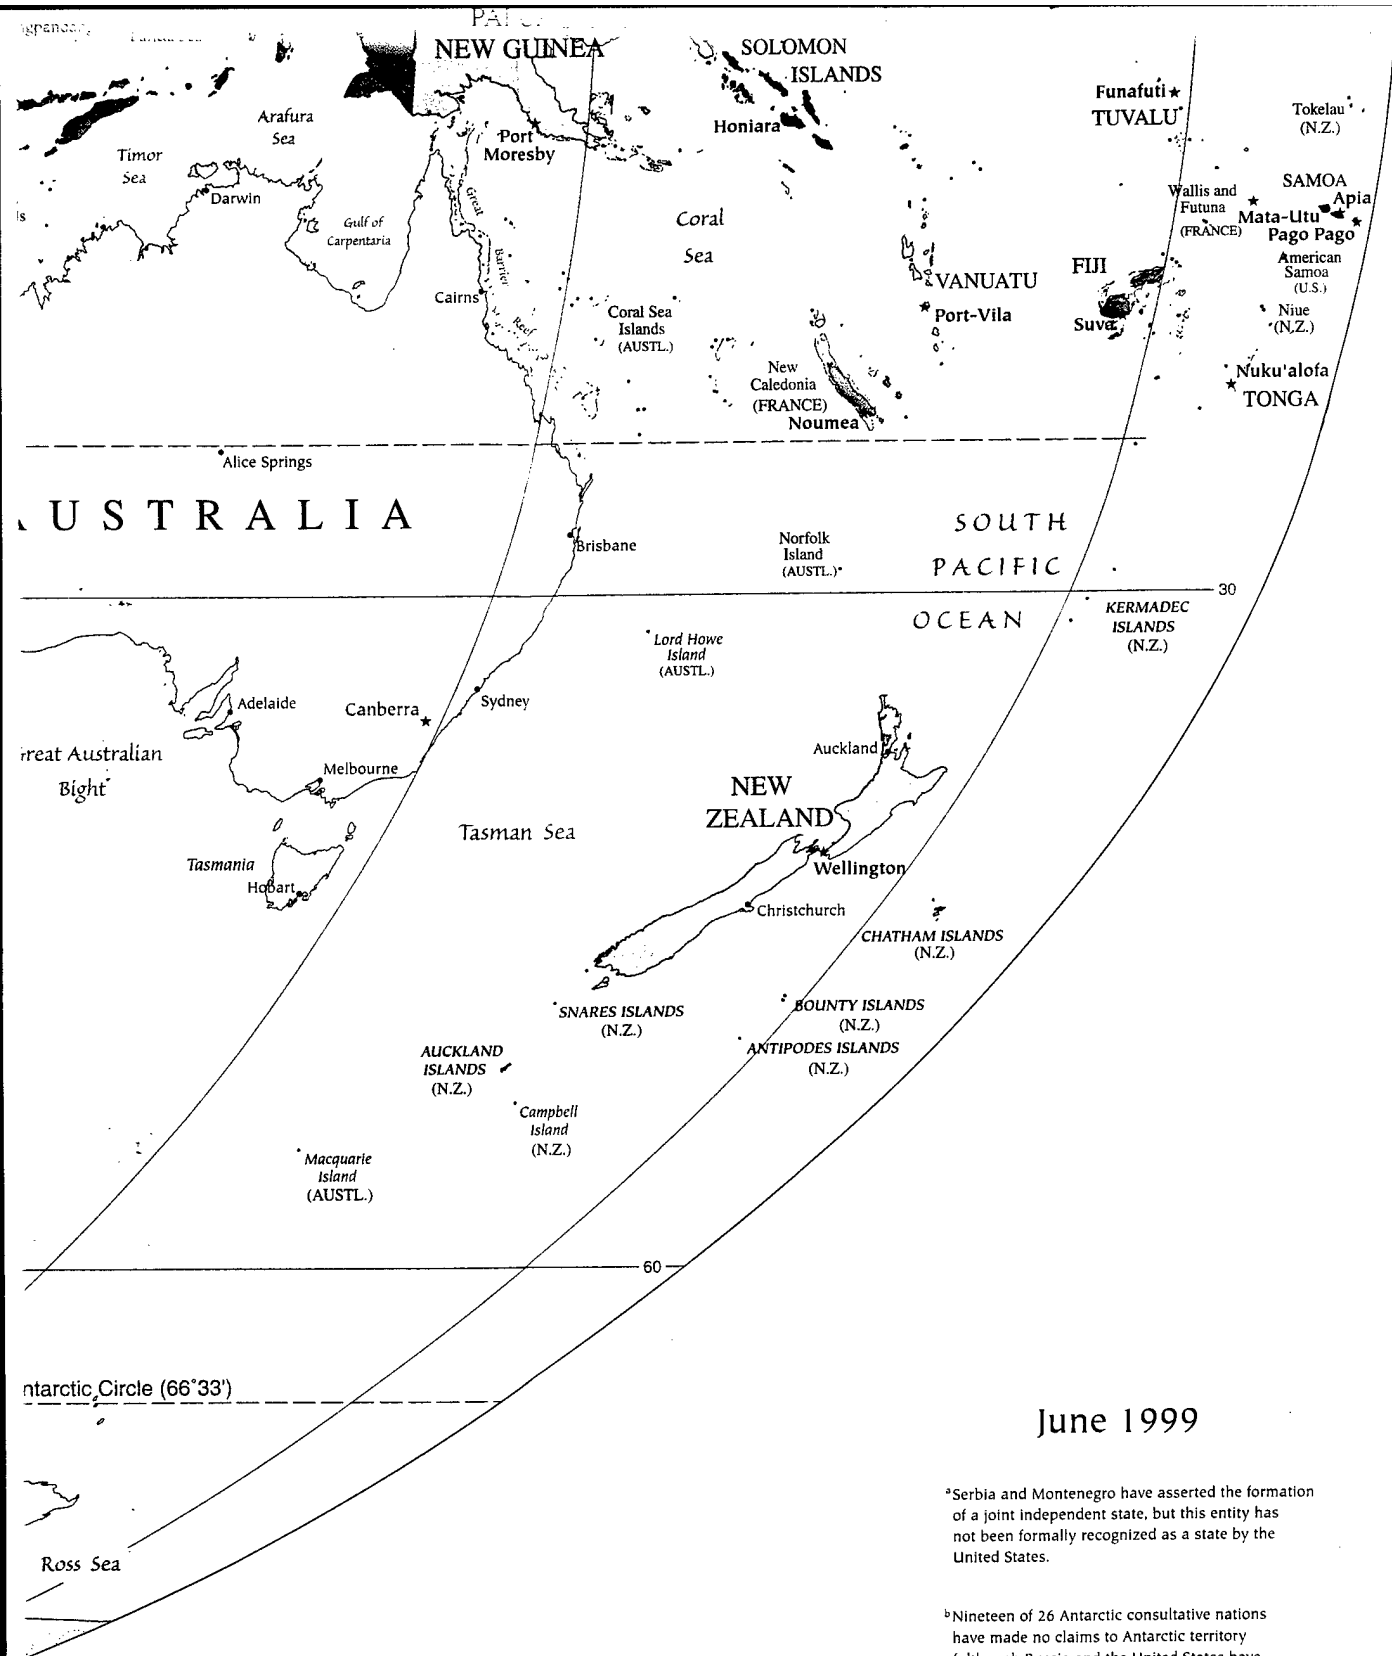 NEW GUINEA
SOLOMON
ISLANDS
Funafuti
TUVALU
Tokelau
(N.Z.)
Arafura
Sea
Honiara
Port
Moresby
Timor
Sea
Darwin
Gulf of
Carpentaria
Great
Barrier
Reef
Coral
Sea
Wallis and
Futuna
(FRANCE)
Mata-Utu
SAMOA
Apia
Pago Pago
American
Samoa
(U.S.)
FIJI
Suva
VANUATU
Port-Vila
Niue
(N.Z.)
Cairns
Coral Sea
Islands
(AUSTL.)
New
Caledonia
(FRANCE)
Noumea
Nuku'alofa
TONGA
Alice Springs
AUSTRALIA
Brisbane
Norfolk
Island
(AUSTL.)
SOUTH
PACIFIC
OCEAN
30
KERMADEC
ISLANDS
(N.Z.)
Lord Howe
Island
(AUSTL.)
Adelaide
Canberra
Sydney
Great Australian
Bight
Melbourne
Auckland
NEW
ZEALAND
Tasman Sea
Wellington
Tasmania
Hobart
Christchurch
CHATHAM ISLANDS
(N.Z.)
SNARES ISLANDS
(N.Z.)
BOUNTY ISLANDS
(N.Z.)
ANTIPODES ISLANDS
(N.Z.)
AUCKLAND
ISLANDS
(N.Z.)
Campbell
Island
(N.Z.)
Macquarie
Island
(AUSTL.)
60
ntarctic Circle (66°33')
Ross Sea
June 1999
ᵃSerbia and Montenegro have asserted the formation
of a joint independent state, but this entity has
not been formally recognized as a state by the
United States.
ᵇNineteen of 26 Antarctic consultative nations
have made no claims to Antarctic territory